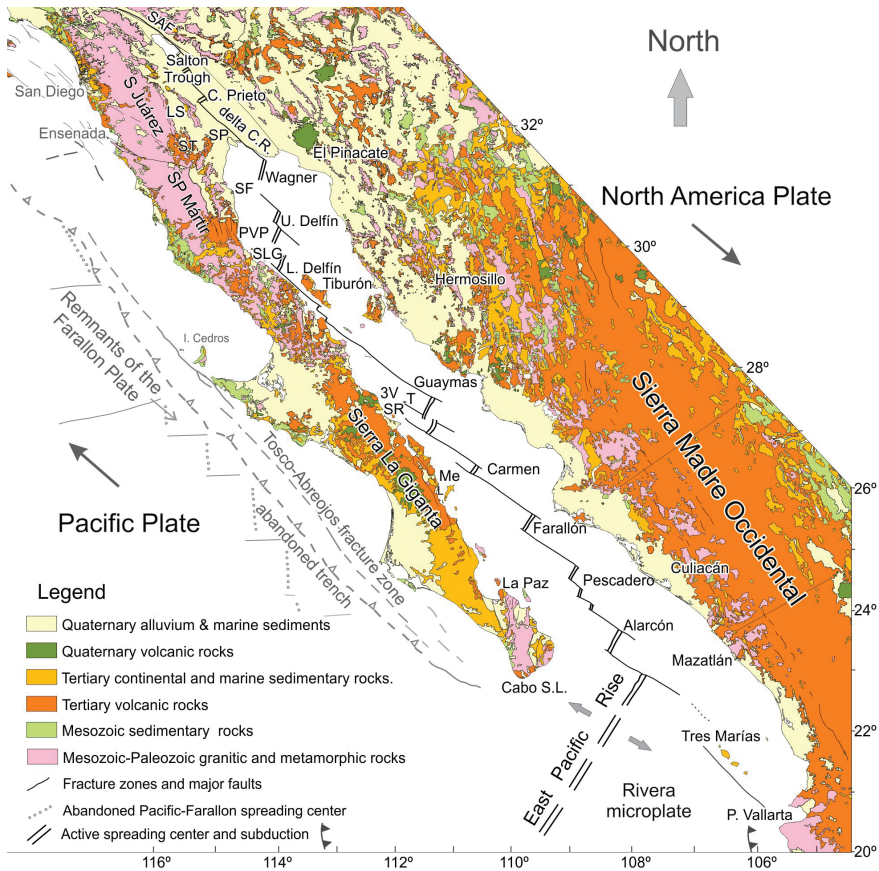 SAF
North
Salton
Trough
San Diego
S Juárez
LS
C. Prieto
delta C.R.
32º
Ensenada
ST
SP
El Pinacate
Wagner
SF
North America Plate
SP Mártir
U. Delfín
PVP
SLG
30º
L. Delfín
Tiburón
Hermosillo
Remnants of the
Farallon Plate
I. Cedros
28º
Guaymas
3V
T
SR
Sierra La Giganta
Sierra Madre Occidental
Me
L
Carmen
26º
Tosco-Abreojos fracture zone
abandoned trench
Pacific Plate
Farallón
Culiacán
La Paz
Pescadero
24º
Legend
Quaternary alluvium & marine sediments
Quaternary volcanic rocks
Tertiary continental and marine sedimentary rocks.
Tertiary volcanic rocks
Mesozoic sedimentary rocks
Mesozoic-Paleozoic granitic and metamorphic rocks
Fracture zones and major faults
Abandoned Pacific-Farallon spreading center
Active spreading center and subduction
Alarcón
Mazatlán
Cabo S.L.
East Pacific Rise
22º
Tres Marías
Rivera
microplate
P. Vallarta
20º
116º
114º
112º
110º
108º
106º